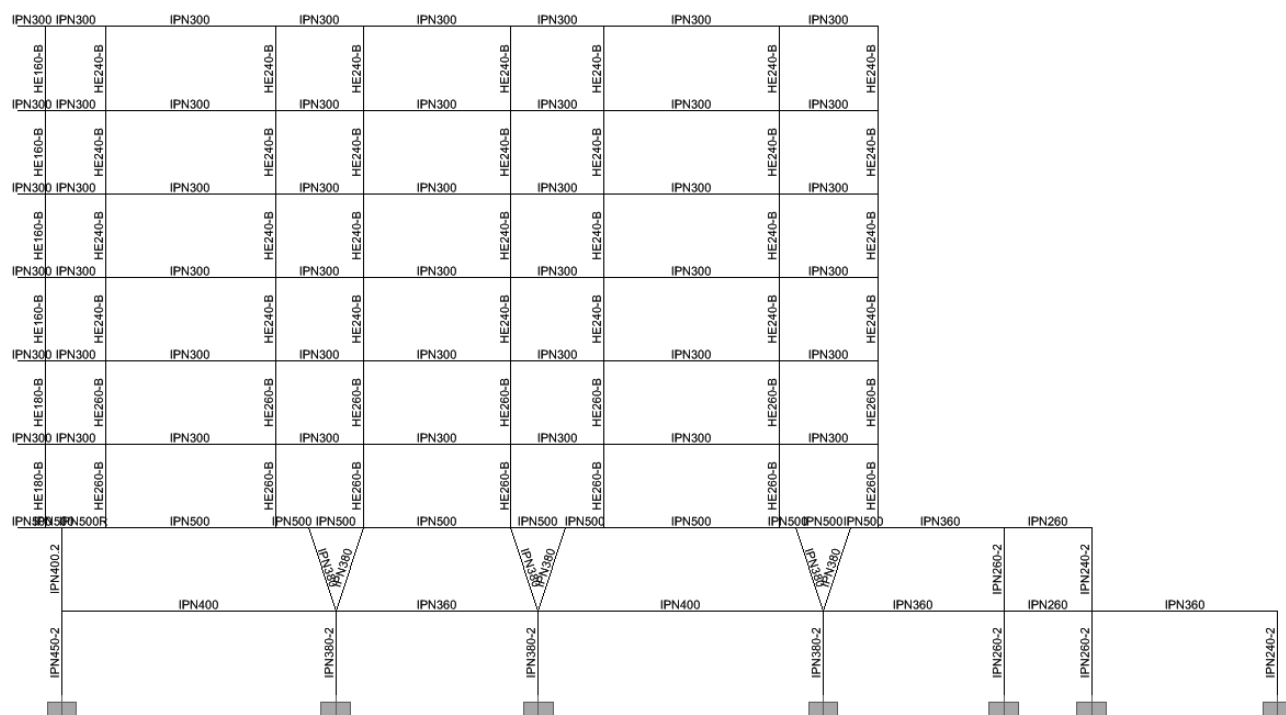 IPN300 IPN300 IPN300 IPN300 IPN300 IPN300 IPN300 IPN300
HE160-B HE240-B HE240-B HE240-B HE240-B HE240-B HE240-B HE240-B
IPN300 IPN300 IPN300 IPN300 IPN300 IPN300 IPN300 IPN300
HE160-B HE240-B HE240-B HE240-B HE240-B HE240-B HE240-B HE240-B
IPN300 IPN300 IPN300 IPN300 IPN300 IPN300 IPN300 IPN300
HE160-B HE240-B HE240-B HE240-B HE240-B HE240-B HE240-B HE240-B
IPN300 IPN300 IPN300 IPN300 IPN300 IPN300 IPN300 IPN300
HE160-B HE240-B HE240-B HE240-B HE240-B HE240-B HE240-B HE240-B
IPN300 IPN300 IPN300 IPN300 IPN300 IPN300 IPN300 IPN300
HE180-B HE260-B HE260-B HE260-B HE260-B HE260-B HE260-B HE260-B
IPN300 IPN300 IPN300 IPN300 IPN300 IPN300 IPN300 IPN300
HE180-B HE260-B HE260-B HE260-B HE260-B HE260-B HE260-B HE260-B
IPN500R IPN500 IPN500 IPN500 IPN500 IPN500 IPN500 IPN500 IPN500 IPN500 IPN500 IPN360 IPN260
IPN400.2 IPN380 IPN380 IPN380 IPN380 IPN380 IPN380 IPN260-2 IPN240-2
IPN400 IPN360 IPN400 IPN360 IPN260 IPN360
IPN450-2 IPN380-2 IPN380-2 IPN380-2 IPN260-2 IPN260-2 IPN240-2